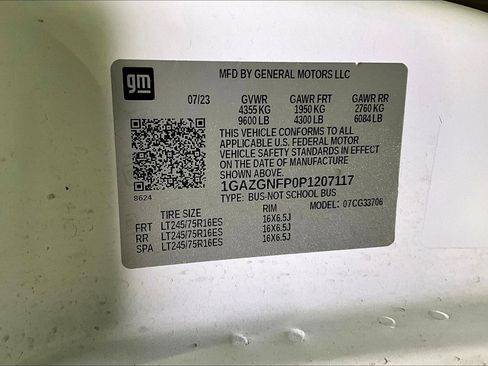 gm
MFD BY GENERAL MOTORS LLC
07/23 GVWR GAWR FRT GAWR RR
4355 KG 1950 KG 2760 KG
9600 LB 4300 LB 6084 LB
THIS VEHICLE CONFORMS TO ALL
APPLICABLE U.S. FEDERAL MOTOR
VEHICLE SAFETY STANDARDS IN EFFECT
ON THE DATE OF MANUFACTURE
SHOWN ABOVE.
1GAZGNFP0P1207117
8624
TYPE: BUS-NOT SCHOOL BUS
MODEL: 07CG33706
TIRE SIZE RIM
FRT LT245/75R16ES 16X6.5J
RR LT245/75R16ES 16X6.5J
SPA LT245/75R16ES 16X6.5J